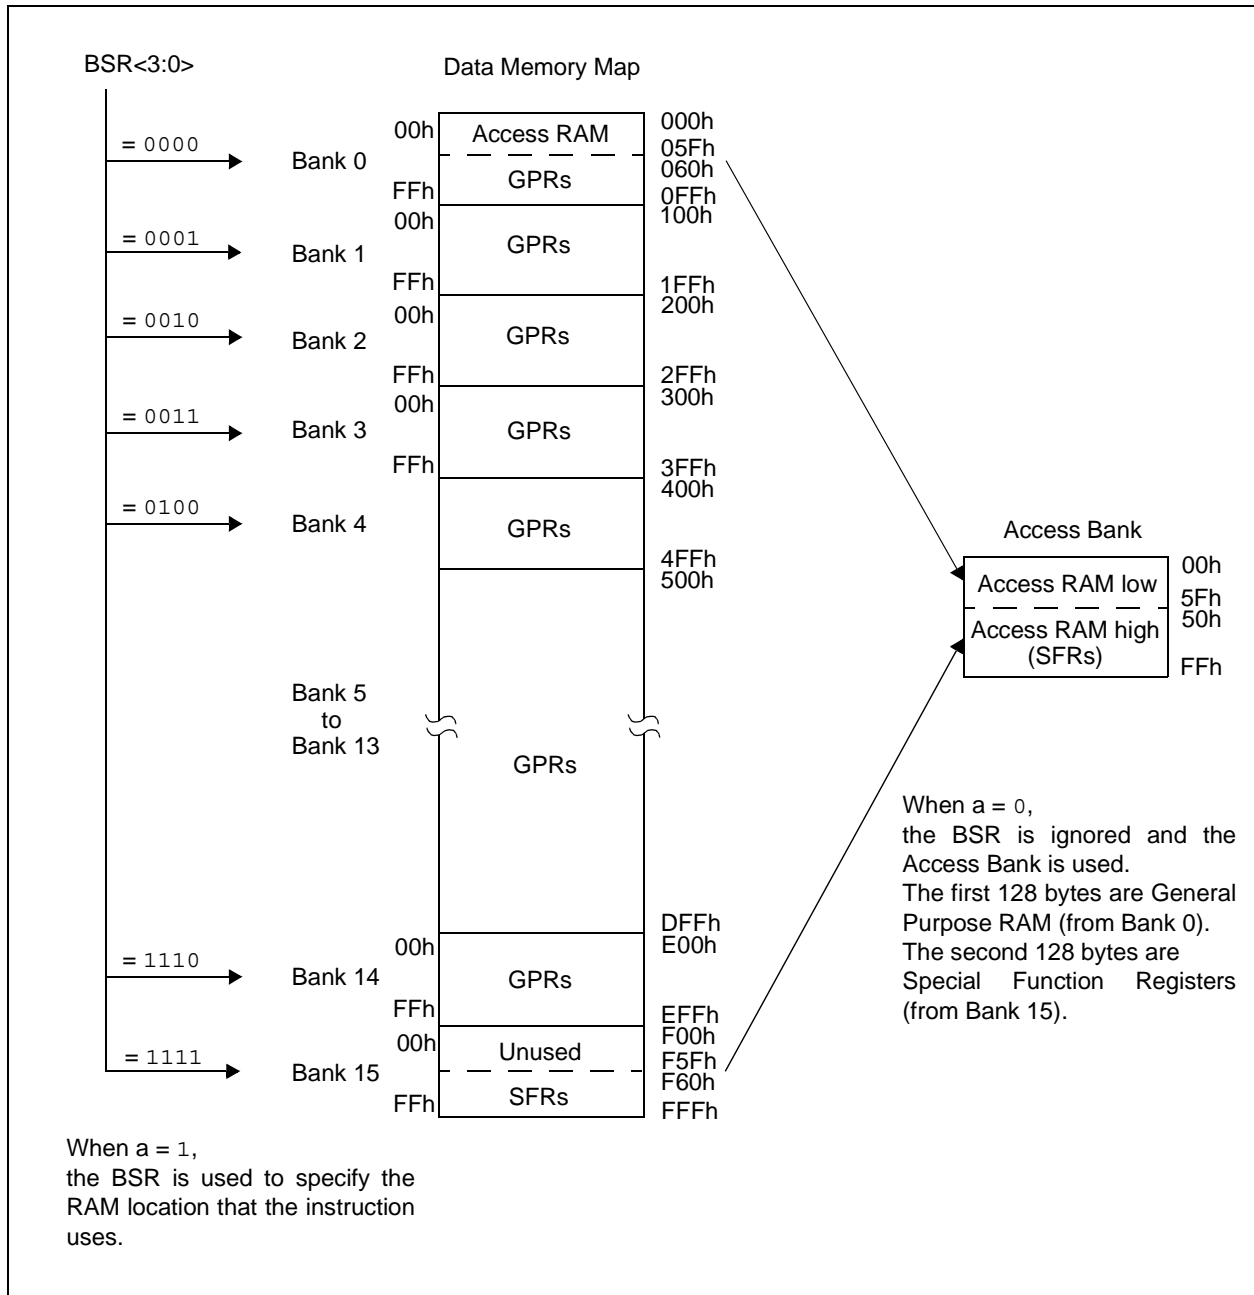 BSR<3:0>
Data Memory Map
= 0000
Bank 0
00h
Access RAM
000h
05Fh
060h
FFh
GPRs
0FFh
= 0001
Bank 1
00h
GPRs
100h
FFh
1FFh
= 0010
Bank 2
00h
GPRs
200h
FFh
2FFh
= 0011
Bank 3
00h
GPRs
300h
FFh
3FFh
= 0100
Bank 4
GPRs
400h
4FFh
500h
Bank 5
to
Bank 13
GPRs
DFFh
= 1110
Bank 14
00h
GPRs
E00h
FFh
EFFh
= 1111
Bank 15
00h
Unused
F00h
F5Fh
F60h
FFh
SFRs
FFFh
Access Bank
Access RAM low
00h
5Fh
Access RAM high
(SFRs)
50h
FFh
When a = 0,
the BSR is ignored and the
Access Bank is used.
The first 128 bytes are General
Purpose RAM (from Bank 0).
The second 128 bytes are
Special Function Registers
(from Bank 15).
When a = 1,
the BSR is used to specify the
RAM location that the instruction
uses.